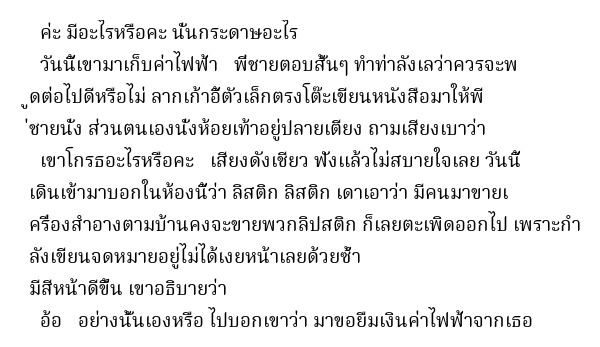 ค่ะ มีอะไรหรือคะ นั่นกระดาษอะไร
วันนี้เขามาเก็บค่าไฟฟ้า พี่ชายตอบสั้นๆ ทำท่าลังเลว่าควรจะพ
ูดต่อไปดีหรือไม่ ลากเก้าอี้ตัวเล็กตรงโต๊ะเขียนหนังสือมาให้พี
่ชายนั่ง ส่วนตนเองนั่งห้อยเท้าอยู่ปลายเตียง ถามเสียงเบาว่า
เขาโกรธอะไรหรือคะ เสียงดังเชียว ฟังแล้วไม่สบายใจเลย วันนี้
เดินเข้ามาบอกในห้องนี้ว่า ลิสติก ลิสติก เดาเอาว่า มีคนมาขายเ
ครื่องสำอางตามบ้านคงจะขายพวกลิปสติก ก็เลยตะเพิดออกไป เพราะกำ
ลังเขียนจดหมายอยู่ไม่ได้เงยหน้าเลยด้วยซ้ำ
มีสีหน้าดีขึ้น เขาอธิบายว่า
อ้อ อย่างนั้นเองหรือ ไปบอกเขาว่า มาขอยืมเงินค่าไฟฟ้าจากเธอ